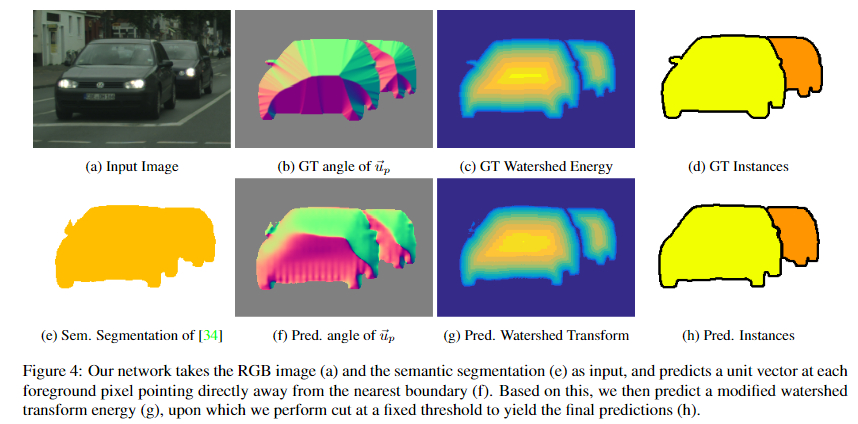 (a) Input Image
(b) GT angle of $\vec{u}_p$
(c) GT Watershed Energy
(d) GT Instances
(e) Sem. Segmentation of [34]
(f) Pred. angle of $\vec{u}_p$
(g) Pred. Watershed Transform
(h) Pred. Instances
Figure 4: Our network takes the RGB image (a) and the semantic segmentation (e) as input, and predicts a unit vector at each
foreground pixel pointing directly away from the nearest boundary (f). Based on this, we then predict a modified watershed
transform energy (g), upon which we perform cut at a fixed threshold to yield the final predictions (h).